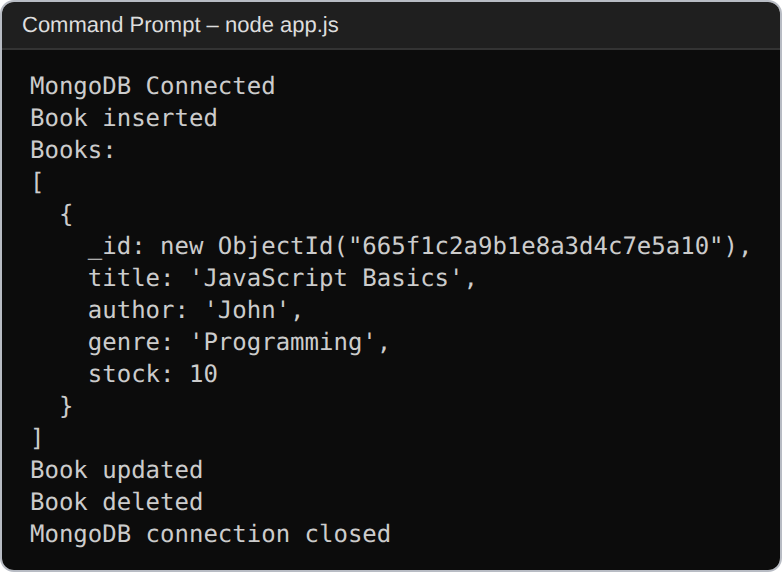 Command Prompt – node app.js
MongoDB Connected
Book inserted
Books:
[
  {
    _id: new ObjectId("665f1c2a9b1e8a3d4c7e5a10"),
    title: 'JavaScript Basics',
    author: 'John',
    genre: 'Programming',
    stock: 10
  }
]
Book updated
Book deleted
MongoDB connection closed